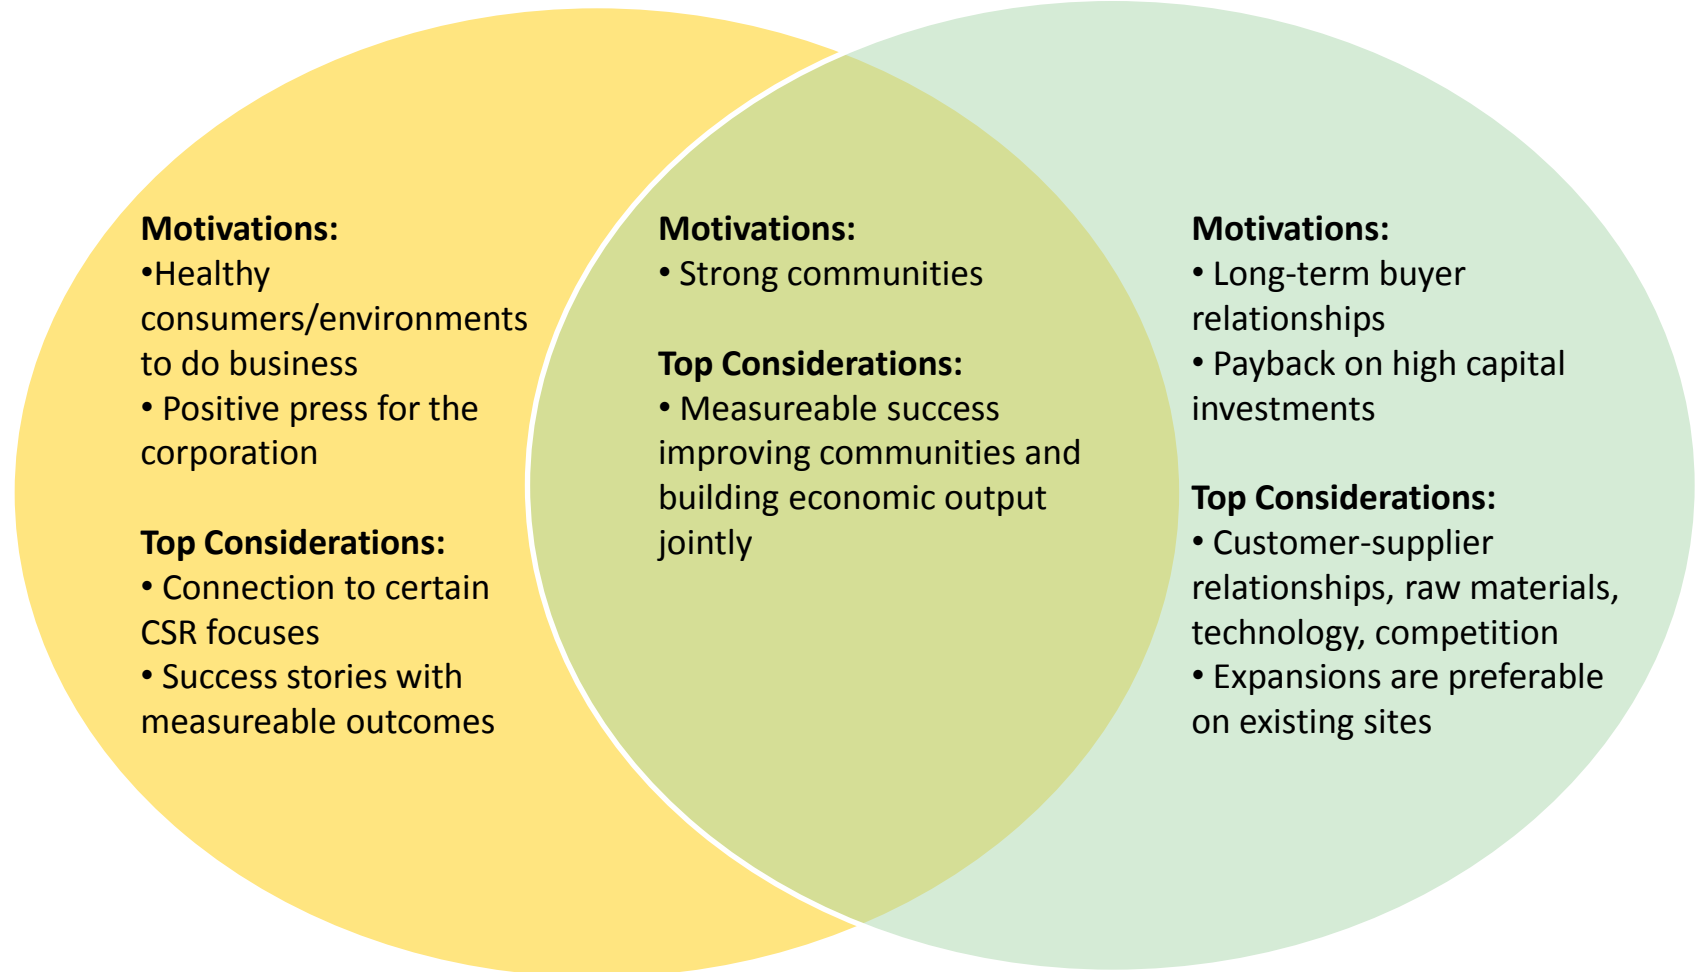 Motivations:
•Healthy
consumers/environments
to do business
• Positive press for the
corporation
Top Considerations:
• Connection to certain
CSR focuses
• Success stories with
measureable outcomes
Motivations:
• Strong communities
Top Considerations:
• Measureable success
improving communities and
building economic output
jointly
Motivations:
• Long-term buyer
relationships
• Payback on high capital
investments
Top Considerations:
• Customer-supplier
relationships, raw materials,
technology, competition
• Expansions are preferable
on existing sites